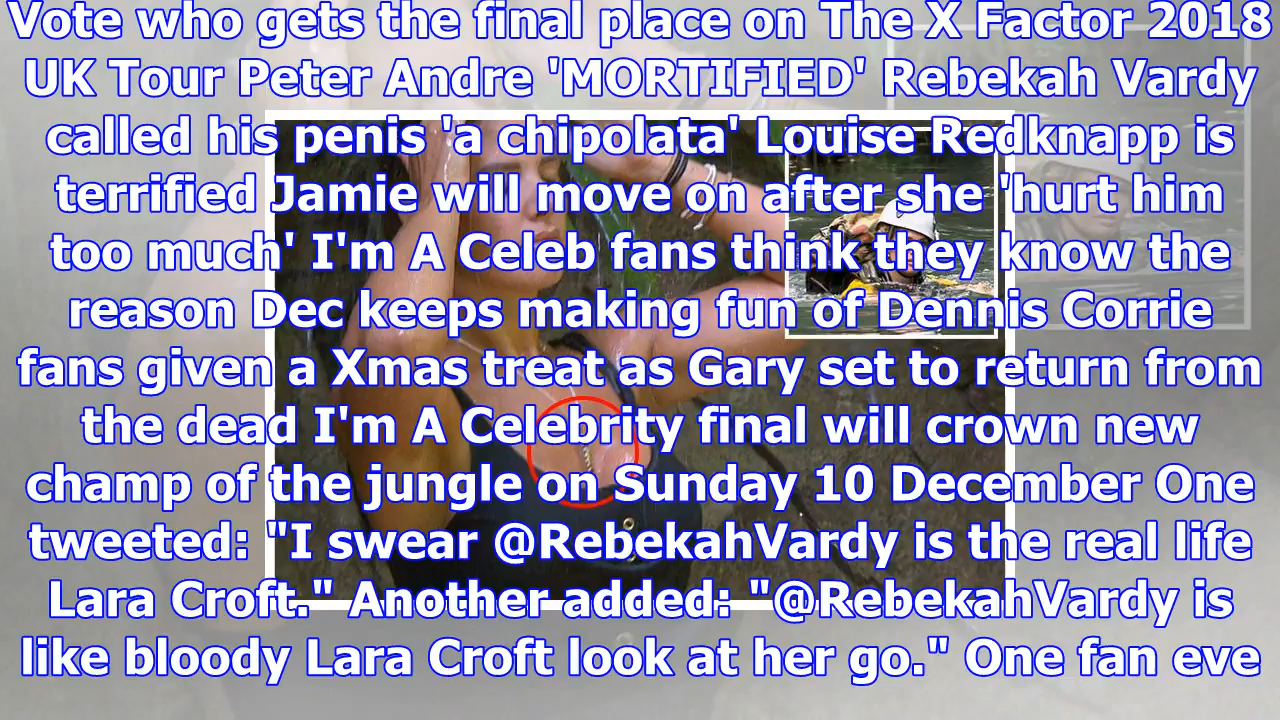 Vote who gets the final place on The X Factor 2018
UK Tour Peter Andre 'MORTIFIED' Rebekah Vardy
called his penis 'a chipolata' Louise Redknapp is
terrified Jamie will move on after she 'hurt him
too much' I'm A Celeb fans think they know the
reason Dec keeps making fun of Dennis Corrie
fans given a Xmas treat as Gary set to return from
the dead I'm A Celebrity final will crown new
champ of the jungle on Sunday 10 December One
tweeted: "I swear @RebekahVardy is the real life
Lara Croft." Another added: "@RebekahVardy is
like bloody Lara Croft look at her go." One fan eve